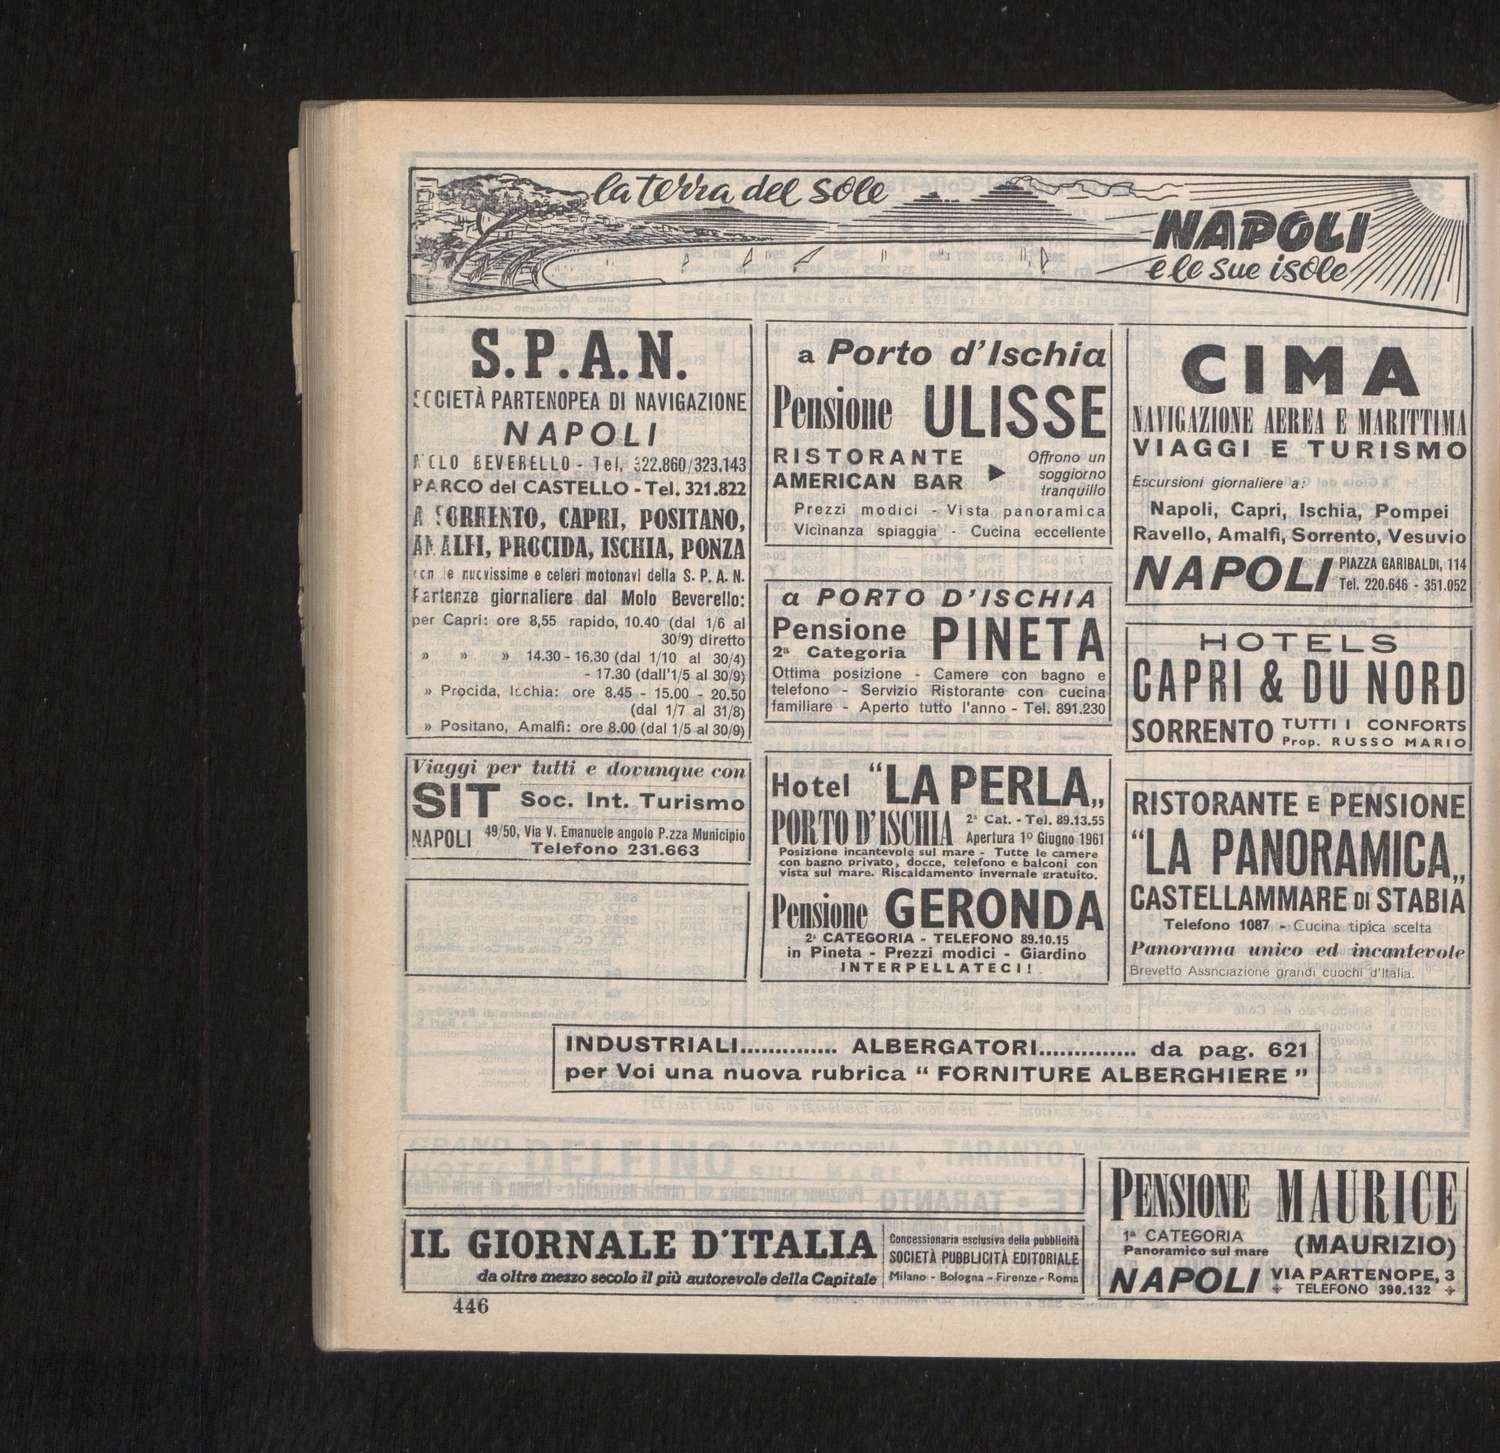 la terra del sole
NAPOLI
e le sue isole
S.P.A.N.
SOCIETÀ PARTENOPEA DI NAVIGAZIONE
NAPOLI
MOLO BEVERELLO - Tel, 322.860/323.143
PARCO del CASTELLO - Tel. 321.822
A SORRENTO, CAPRI, POSITANO,
AMALFI, PROCIDA, ISCHIA, PONZA
con le nuovissime e celeri motonavi della S. P. A. N.
Partenze giornaliere dal Molo Beverello:
per Capri: ore 8,55 rapido, 10.40 (dal 1/6 al
30/9) diretto
» » » 14.30 - 16.30 (dal 1/10 al 30/4)
- 17.30 (dall'1/5 al 30/9)
» Procida, Ischia: ore 8.45 - 15.00 - 20.50
(dal 1/7 al 31/8)
» Positano, Amalfi: ore 8.00 (dal 1/5 al 30/9)
Viaggi per tutti e dovunque con
SIT Soc. Int. Turismo
NAPOLI 49/50, Via V. Emanuele angolo P.zza Municipio
Telefono 231.663
a Porto d'Ischia
Pensione ULISSE
RISTORANTE
AMERICAN BAR
Offrono un
soggiorno
tranquillo
Prezzi modici - Vista panoramica
Vicinanza spiaggia - Cucina eccellente
a PORTO D'ISCHIA
Pensione PINETA
2ª Categoria
Ottima posizione - Camere con bagno e
telefono - Servizio Ristorante con cucina
familiare - Aperto tutto l'anno - Tel. 891.230
Hotel “LA PERLA„
PORTO D'ISCHIA 2ª Cat. - Tel. 89.13.55
Apertura 1º Giugno 1961
Posizione incantevole sul mare - Tutte le camere
con bagno privato, docce, telefono e balconi con
vista sul mare. Riscaldamento invernale gratuito.
Pensione GERONDA
2ª CATEGORIA - TELEFONO 89.10.15
in Pineta - Prezzi modici - Giardino
INTERPELLATECI!
CIMA
NAVIGAZIONE AEREA E MARITTIMA
VIAGGI E TURISMO
Escursioni giornaliere a:
Napoli, Capri, Ischia, Pompei
Ravello, Amalfi, Sorrento, Vesuvio
NAPOLI PIAZZA GARIBALDI, 114
Tel. 220.646 - 351.052
HOTELS
CAPRI & DU NORD
SORRENTO TUTTI I CONFORTS
Prop. RUSSO MARIO
RISTORANTE E PENSIONE
“LA PANORAMICA„
CASTELLAMMARE DI STABIA
Telefono 1087 - Cucina tipica scelta
Panorama unico ed incantevole
Brevetto Assnciazione grandi cuochi d'Italia.
INDUSTRIALI.............. ALBERGATORI.............. da pag. 621
per Voi una nuova rubrica “ FORNITURE ALBERGHIERE ”
IL GIORNALE D'ITALIA
da oltre mezzo secolo il più autorevole della Capitale
Concessionaria esclusiva della pubblicità
SOCIETÀ PUBBLICITÀ EDITORIALE
Milano - Bologna - Firenze - Roma
PENSIONE MAURICE
1ª CATEGORIA
Panoramico sul mare
(MAURIZIO)
NAPOLI VIA PARTENOPE, 3
TELEFONO 390.132
446